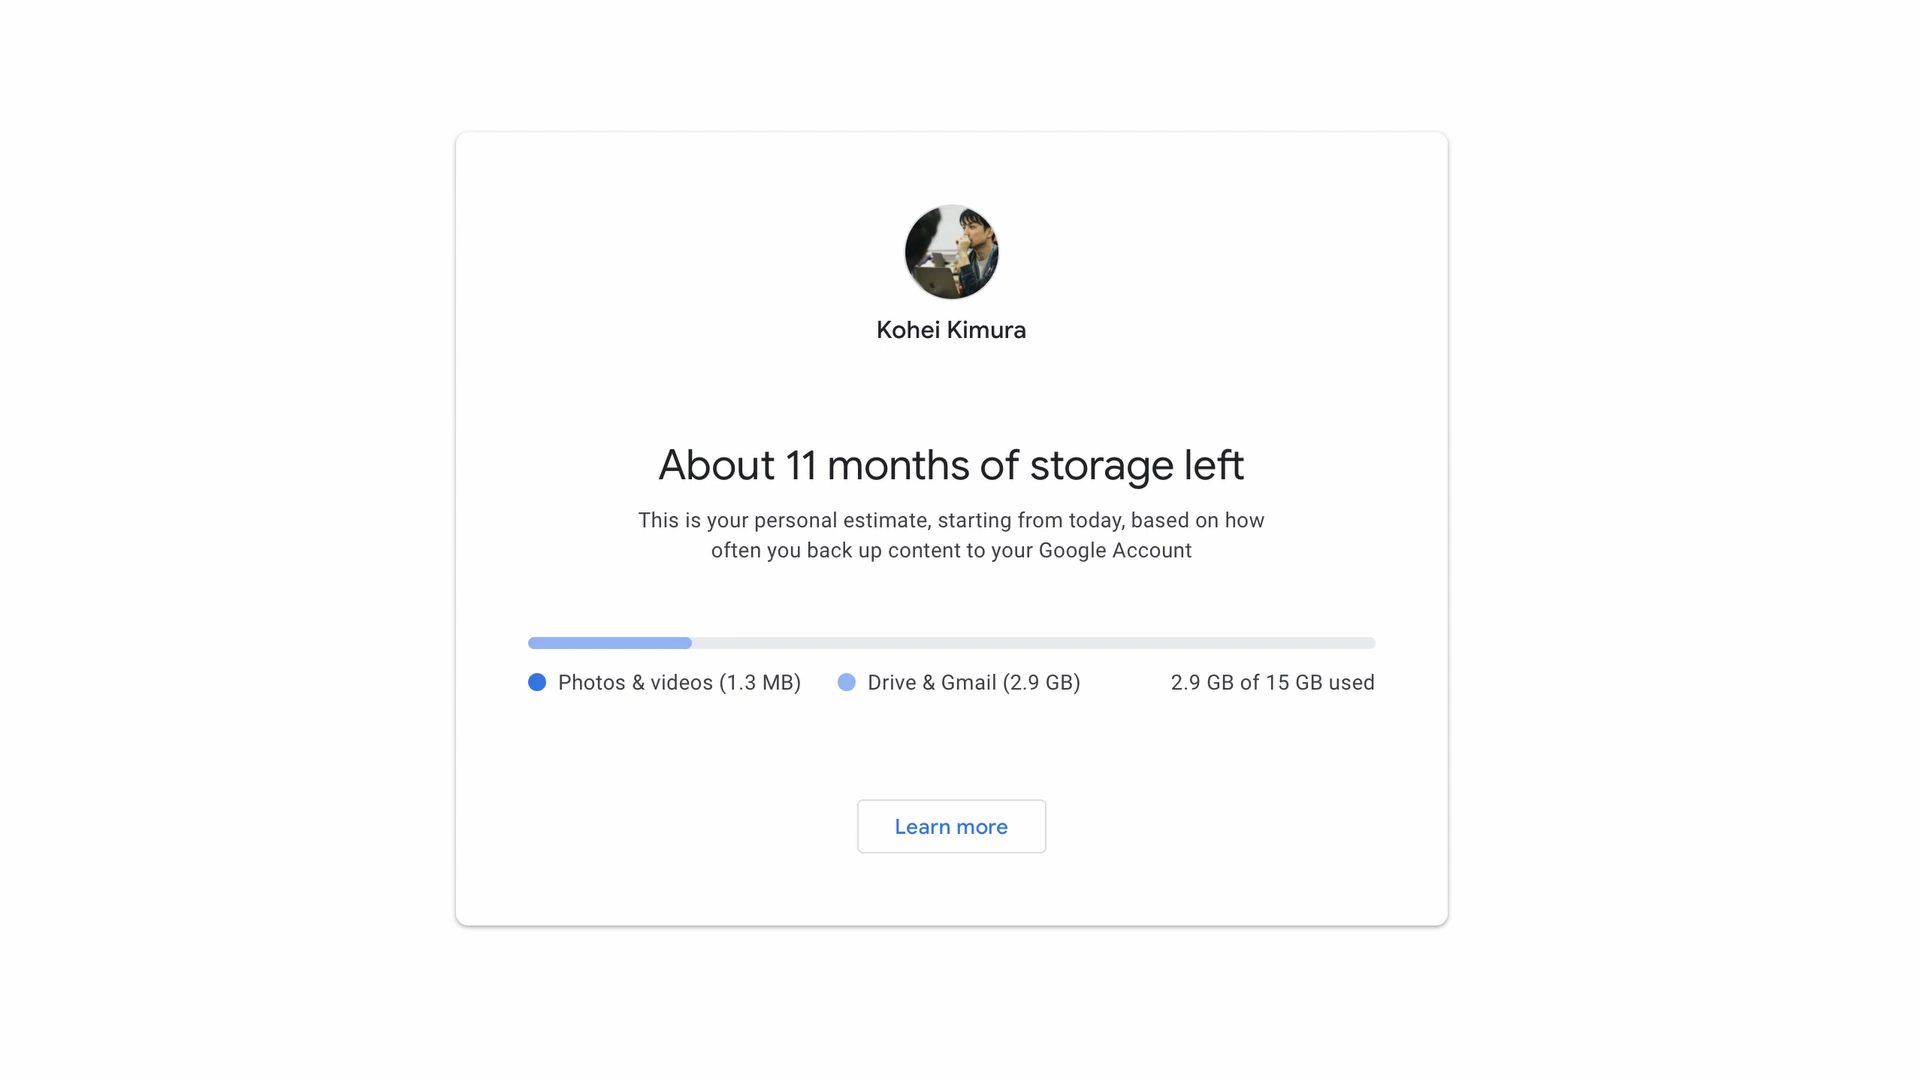 Kohei Kimura
About 11 months of storage left
This is your personal estimate, starting from today, based on how
often you back up content to your Google Account
Photos & videos (1.3 MB) Drive & Gmail (2.9 GB) 2.9 GB of 15 GB used
Learn more